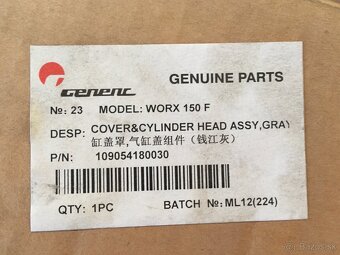 Generic
GENUINE PARTS
№: 23 MODEL: WORX 150 F
DESP: COVER&CYLINDER HEAD ASSY,GRAY
缸盖罩,气缸盖组件（钱江灰）
P/N: 109054180030
QTY: 1PC BATCH №: ML12(224)